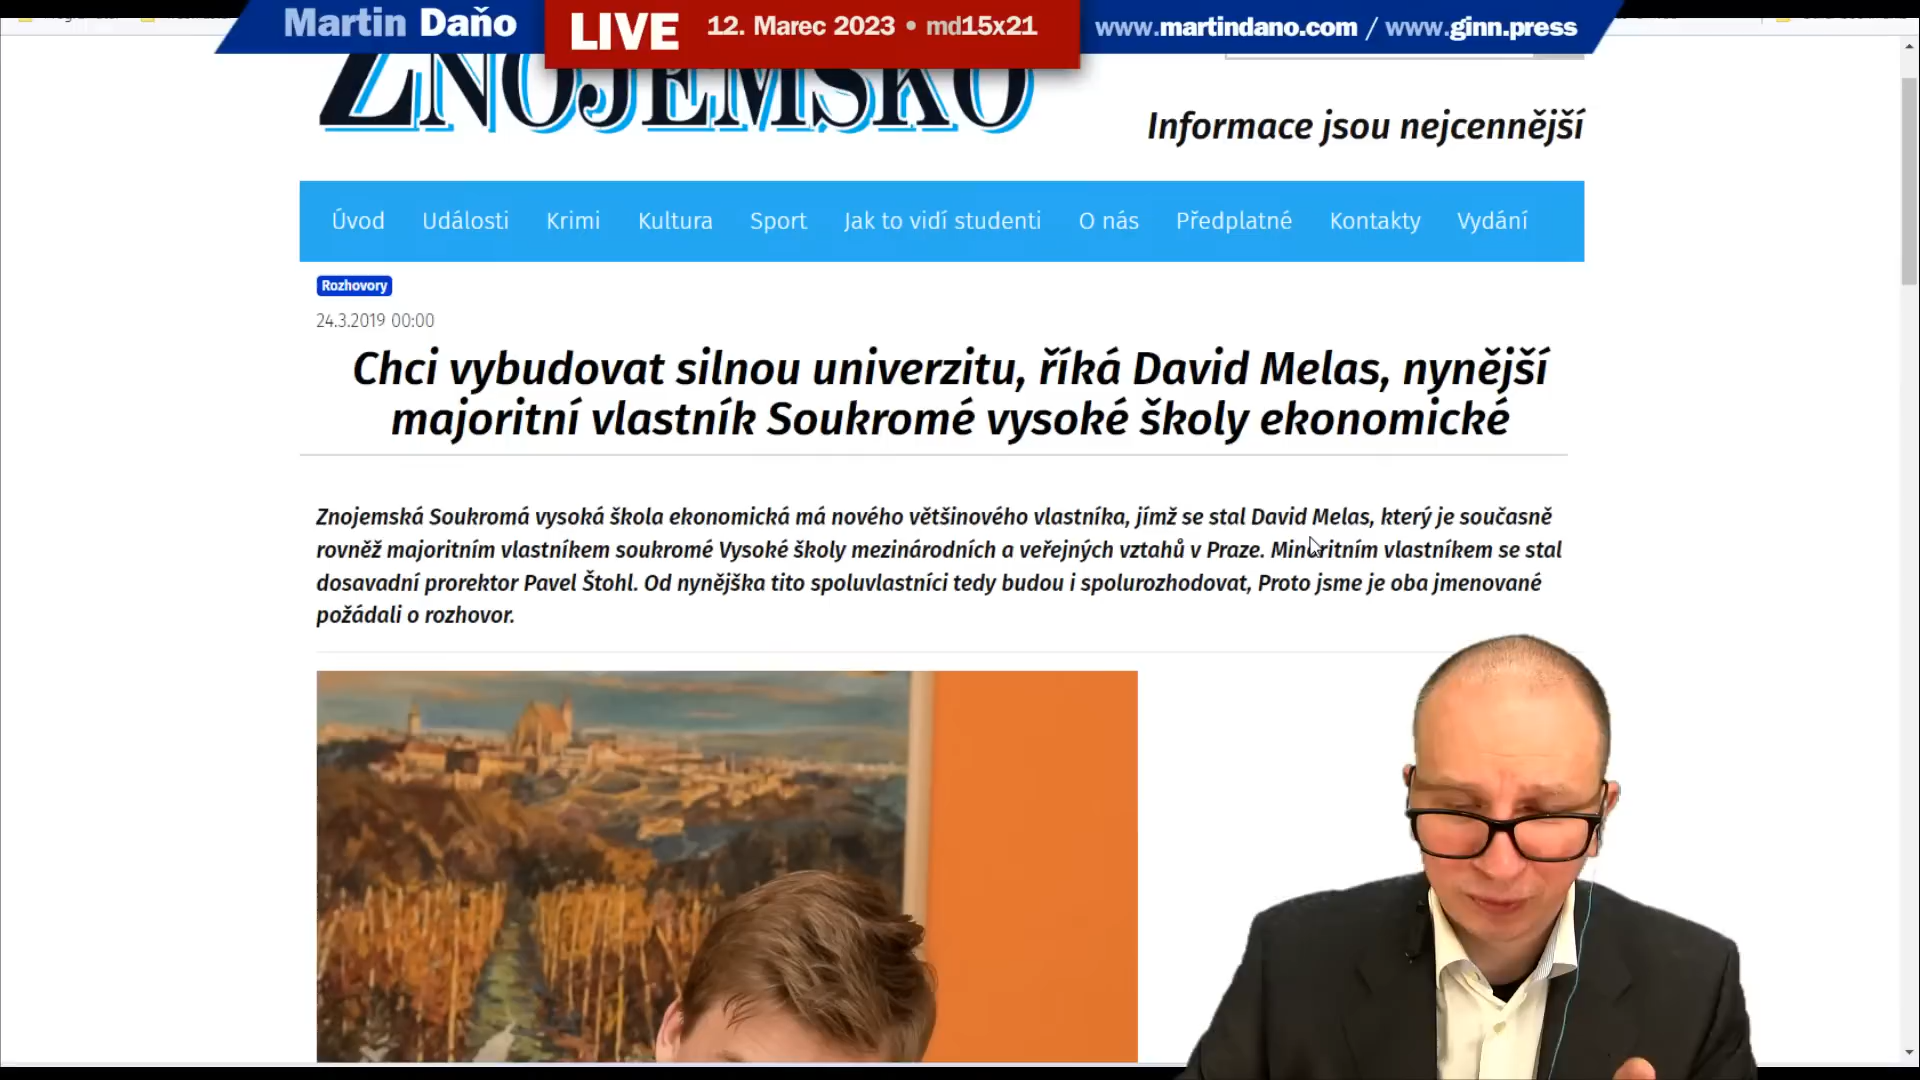 Martin Daňo
LIVE
12. Marec 2023 • md15x21
www.martindano.com / www.ginn.press
ZNOJEMSKO
Informace jsou nejcennější
Úvod Události Krimi Kultura Sport Jak to vidí studenti O nás Předplatné Kontakty Vydání
Rozhovory
24.3.2019 00:00
Chci vybudovat silnou univerzitu, říká David Melas, nynější
majoritní vlastník Soukromé vysoké školy ekonomické
Znojemská Soukromá vysoká škola ekonomická má nového většinového vlastníka, jímž se stal David Melas, který je současně
rovněž majoritním vlastníkem soukromé Vysoké školy mezinárodních a veřejných vztahů v Praze. Minoritním vlastníkem se stal
dosavadní prorektor Pavel Štohl. Od nynějška tito spoluvlastníci tedy budou i spolurozhodovat, Proto jsme je oba jmenované
požádali o rozhovor.